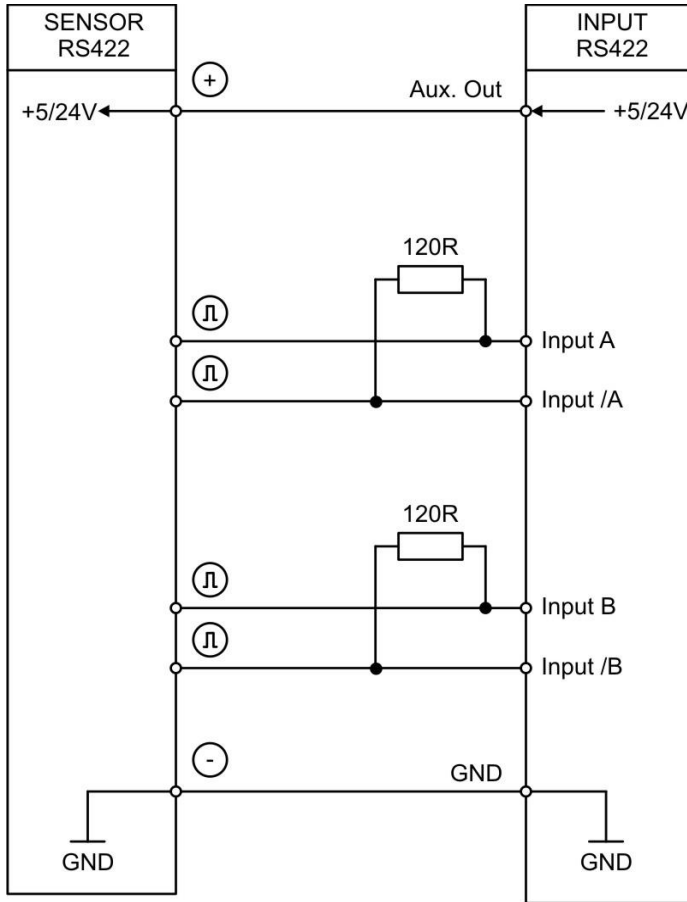 SENSOR
RS422
INPUT
RS422
+
Aux. Out
+5/24V
+5/24V
120R
Input A
Input /A
120R
Input B
Input /B
-
GND
GND
GND